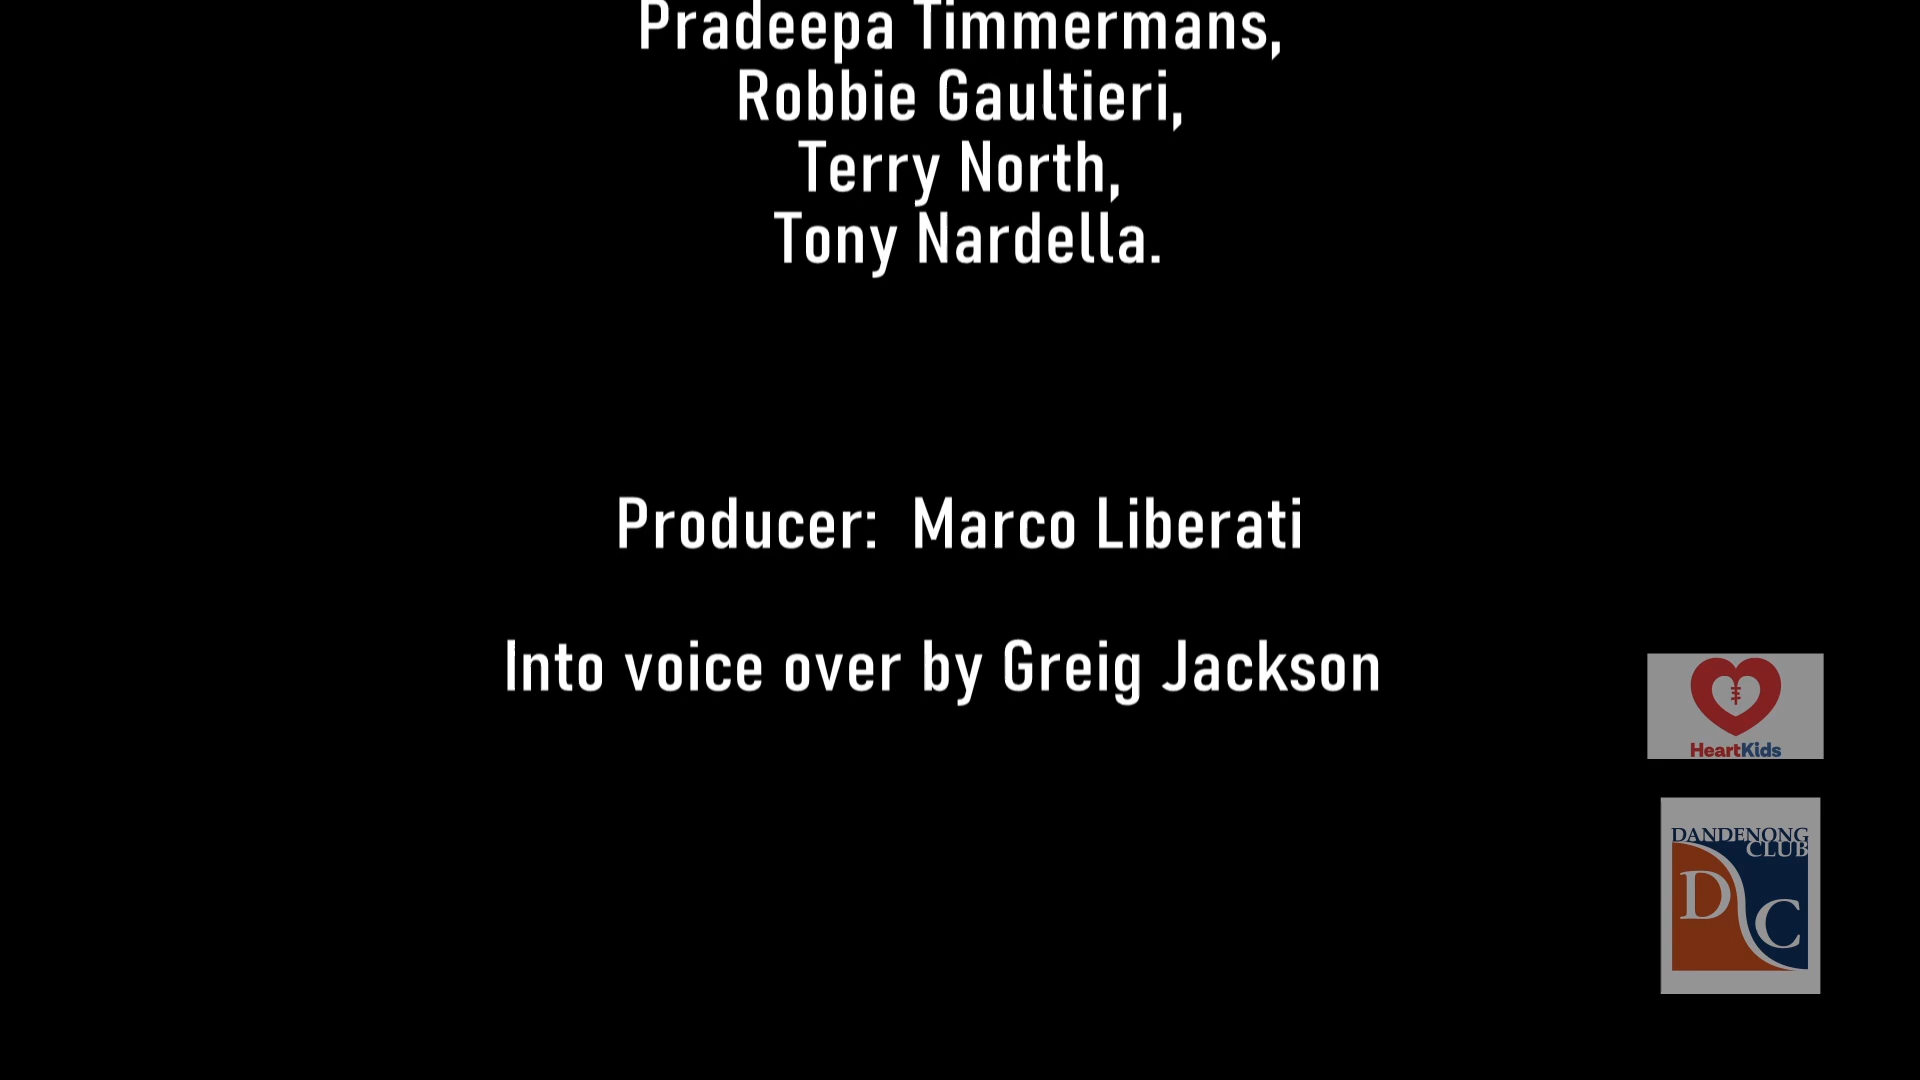 Pradeepa Timmermans,
Robbie Gaultieri,
Terry North,
Tony Nardella.
Producer:  Marco Liberati
Into voice over by Greig Jackson
HeartKids
DANDENONG
CLUB
D
C